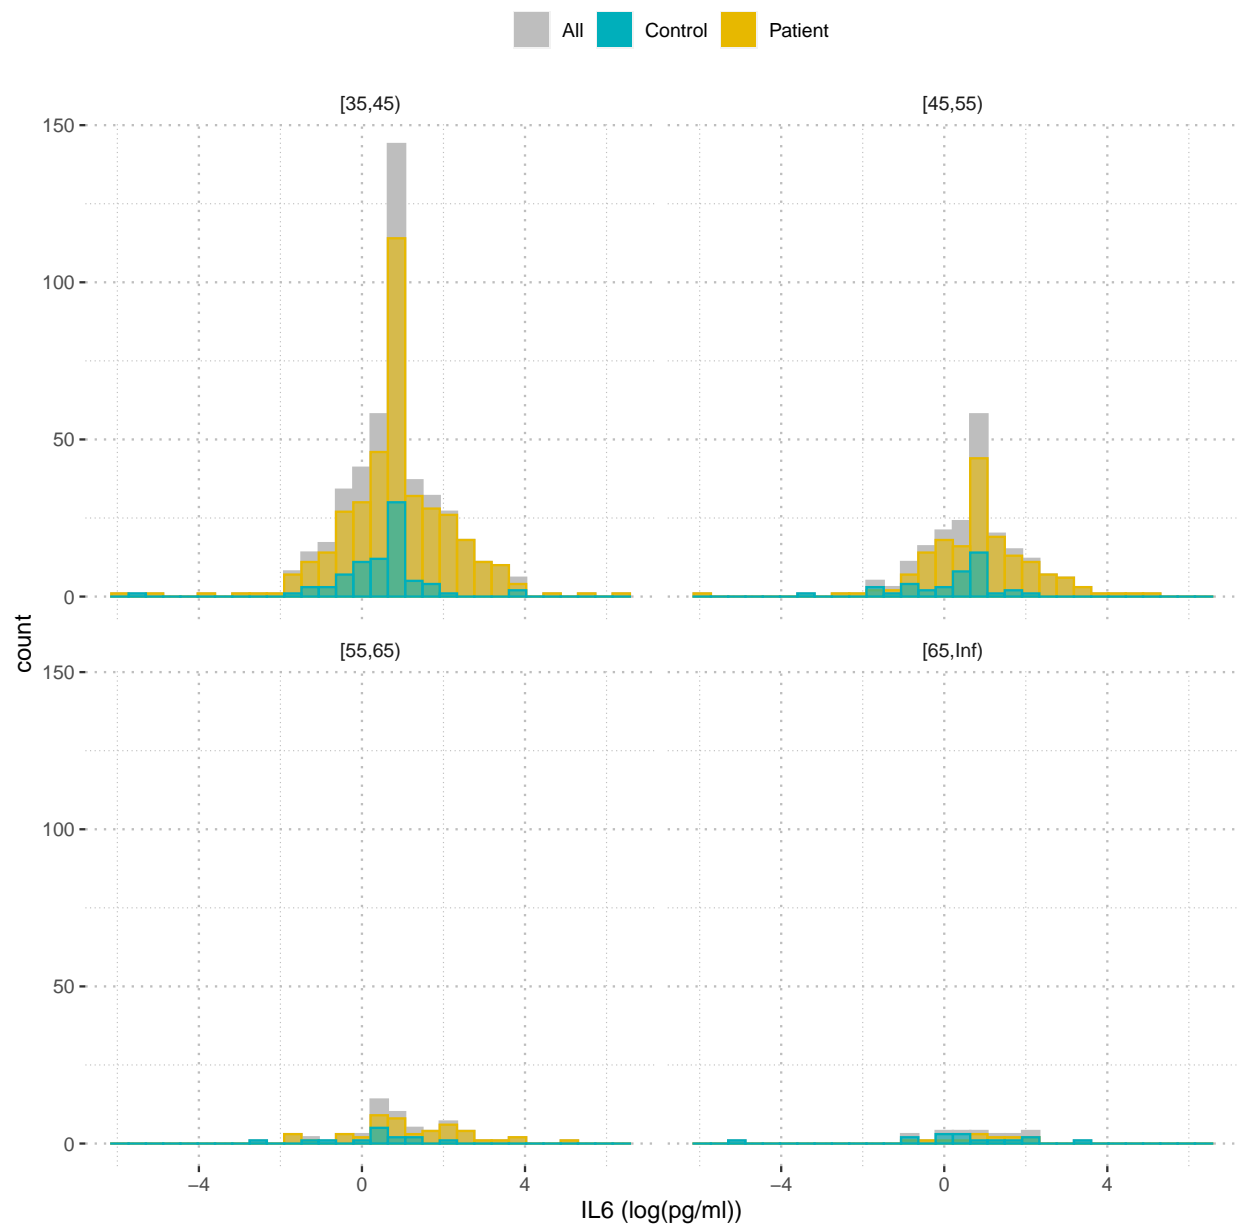 All Control Patient
[35,45) [45,55)
150
100
50
0
[55,65) [65,Inf)
150
100
50
0
count
−4 0 4 −4 0 4
IL6 (log(pg/ml))